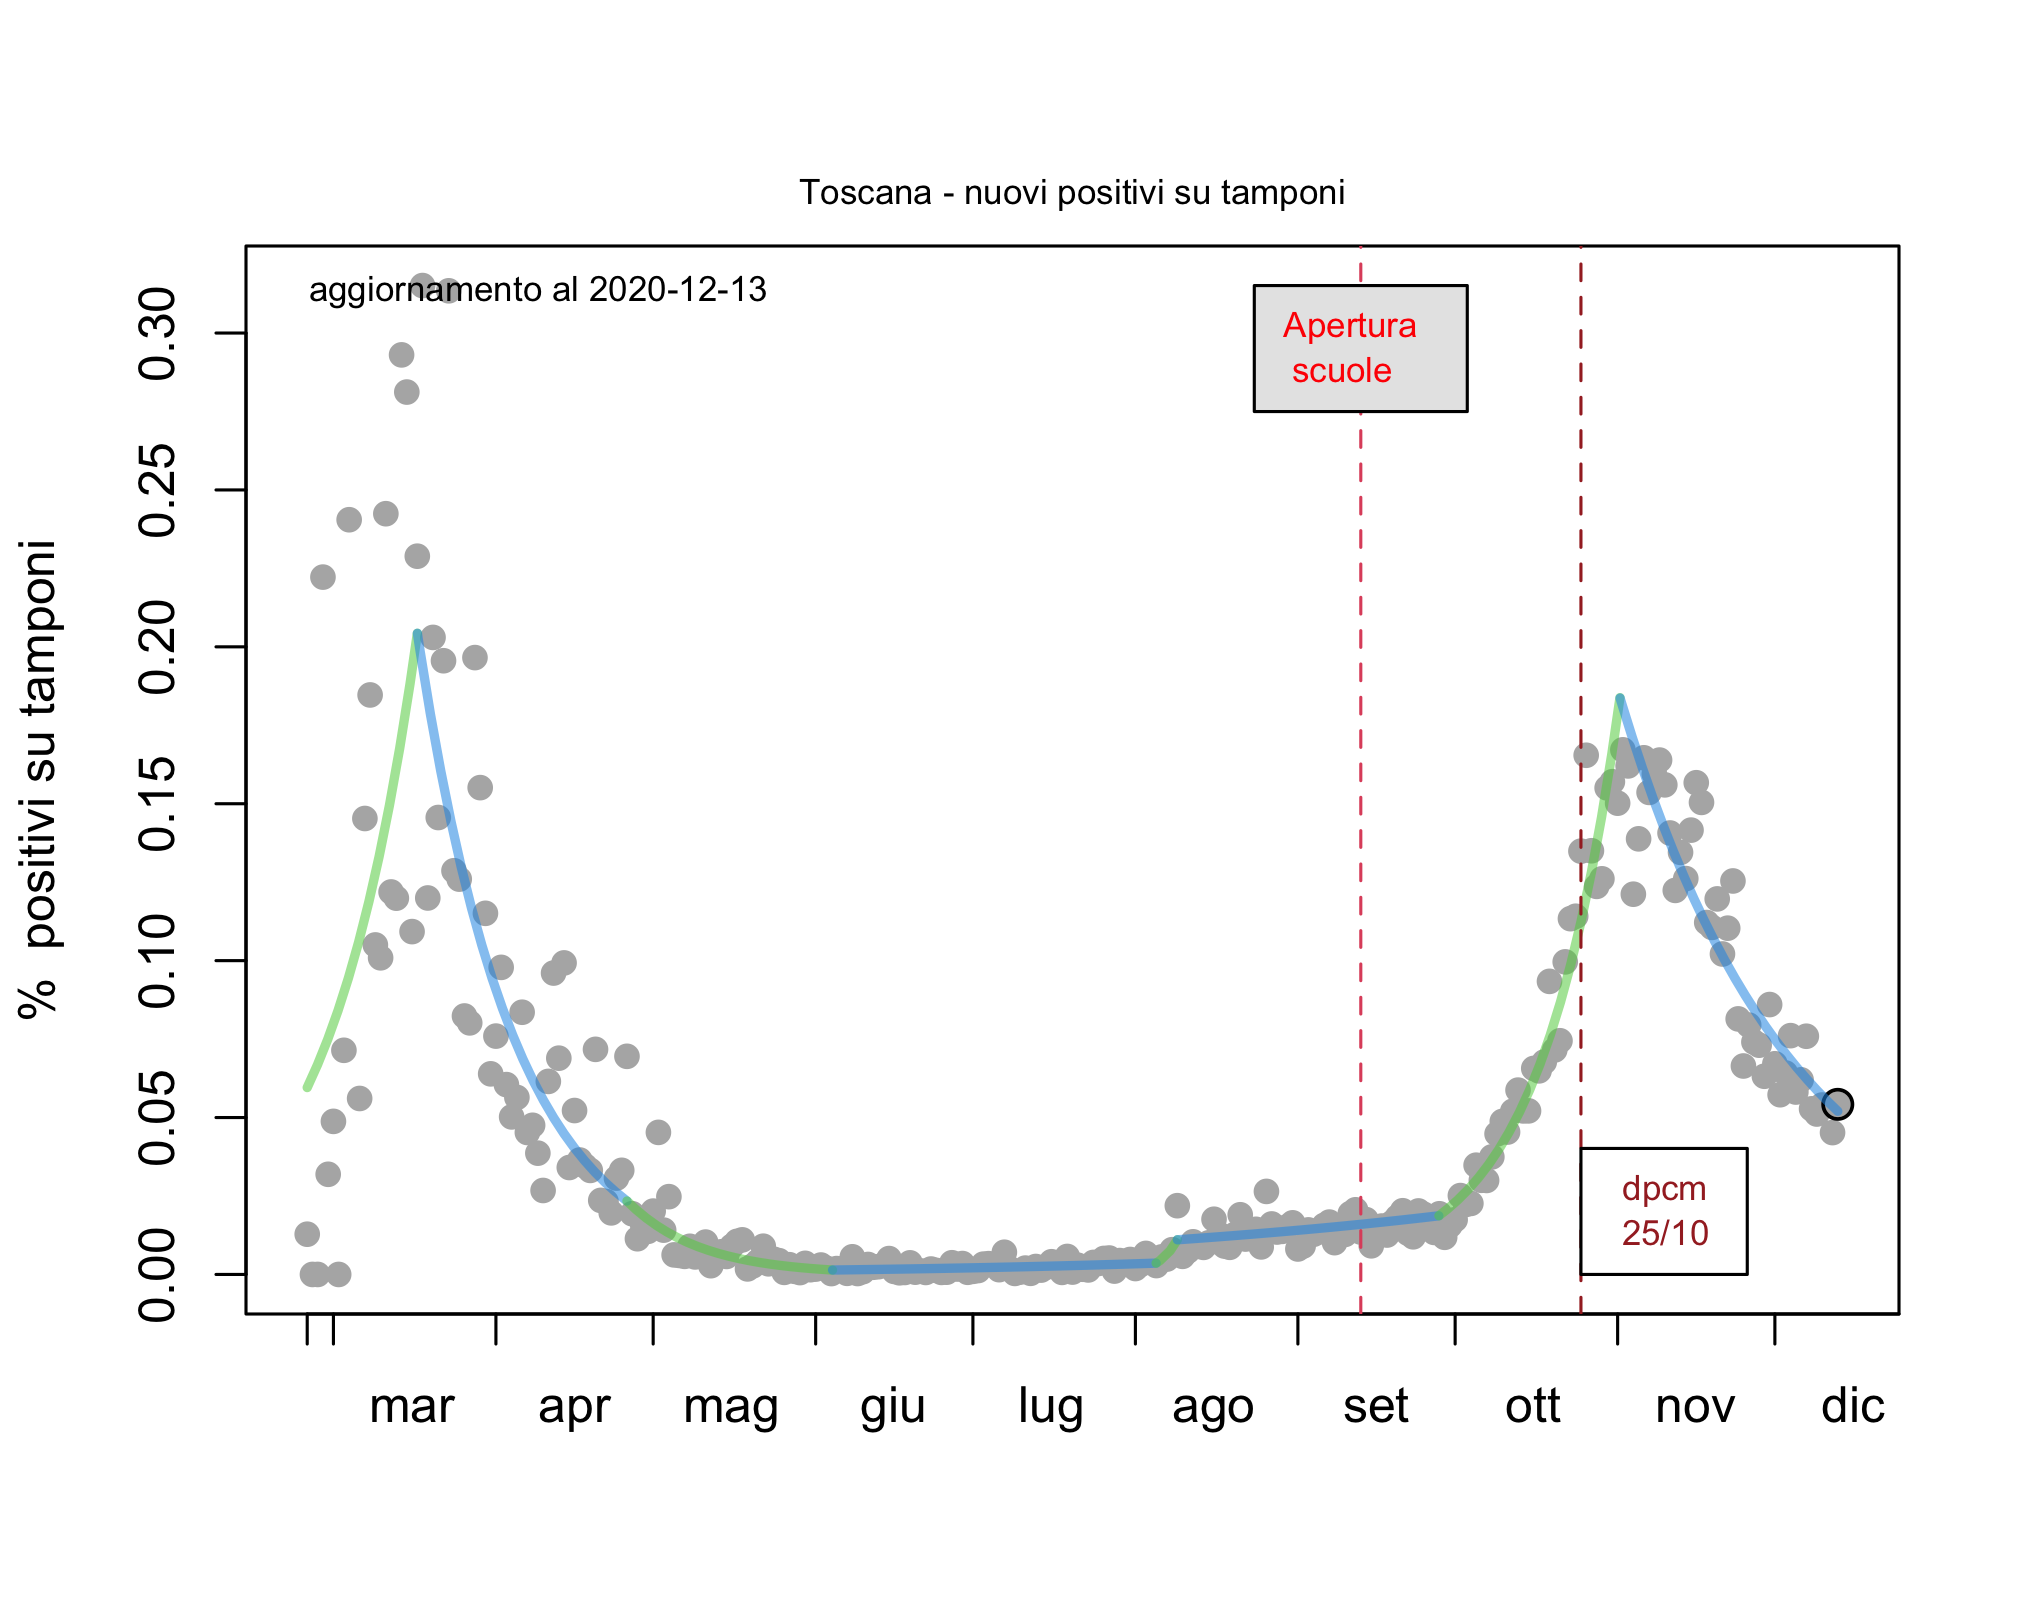 Toscana - nuovi positivi su tamponi
aggiornamento al 2020-12-13
Apertura
scuole
dpcm
25/10
% positivi su tamponi
0.30
0.25
0.20
0.15
0.10
0.05
0.00
mar apr mag giu lug ago set ott nov dic